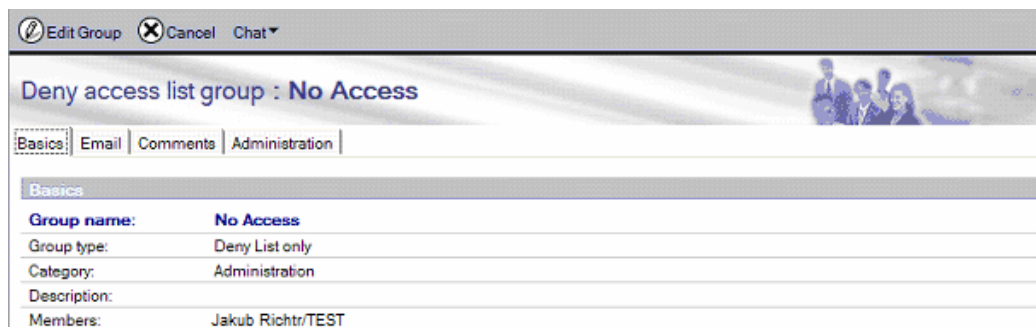 Edit Group Cancel Chat
Deny access list group : No Access
Basics Email Comments Administration
Basics
Group name: No Access
Group type: Deny List only
Category: Administration
Description:
Members: Jakub Richtr/TEST